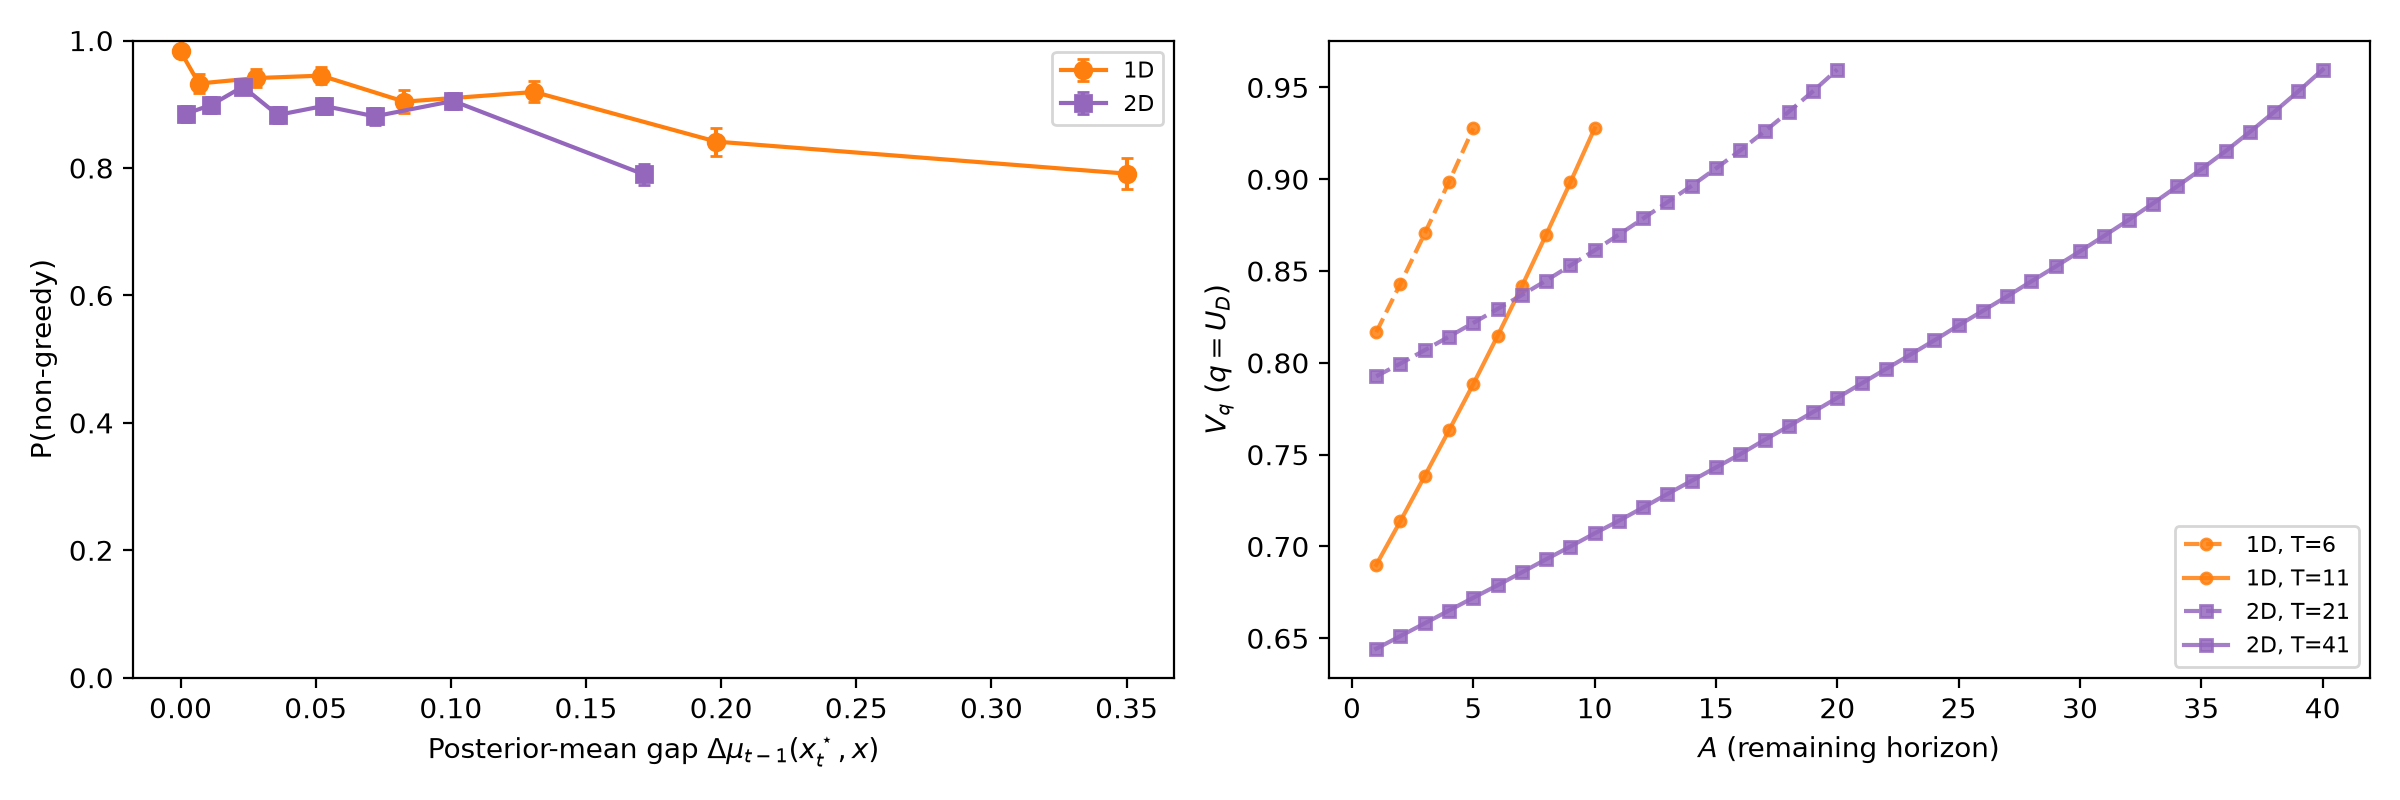 1.0
0.8
0.6
0.4
0.2
0.0
P(non-greedy)
0.00 0.05 0.10 0.15 0.20 0.25 0.30 0.35
Posterior-mean gap Δμ_{t−1}(x_t^⋆, x)
1D
2D
0.95
0.90
0.85
0.80
0.75
0.70
0.65
V_q (q = U_D)
0 5 10 15 20 25 30 35 40
A (remaining horizon)
1D, T=6
1D, T=11
2D, T=21
2D, T=41